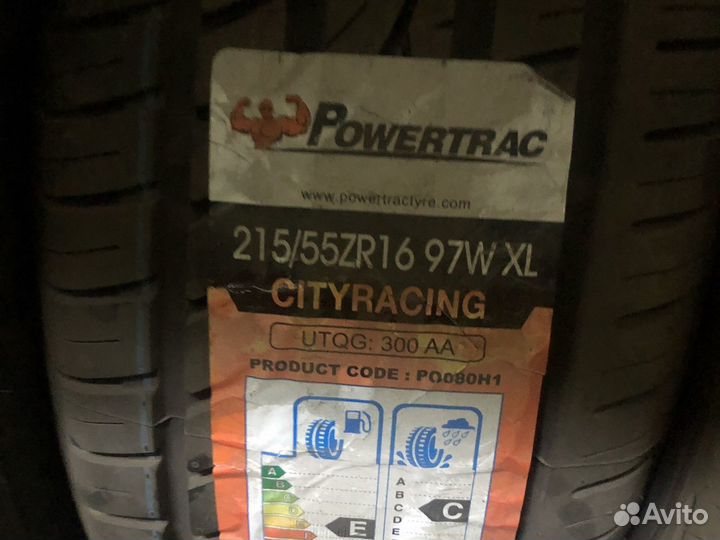 POWERTRAC
www.powertractyre.com
215/55ZR16 97W XL
CITYRACING
UTQG: 300 AA
PRODUCT CODE : PO080H1
A
B
C
D
E
A
B
C
D
E
C
E
Avito